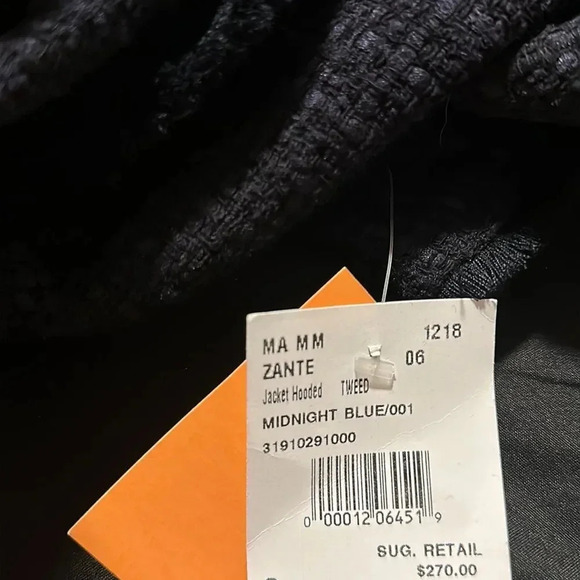 MA MM 1218
ZANTE 06
Jacket Hooded TWEED
MIDNIGHT BLUE/001
31910291000
0 00012 06451 9
SUG. RETAIL
$270.00